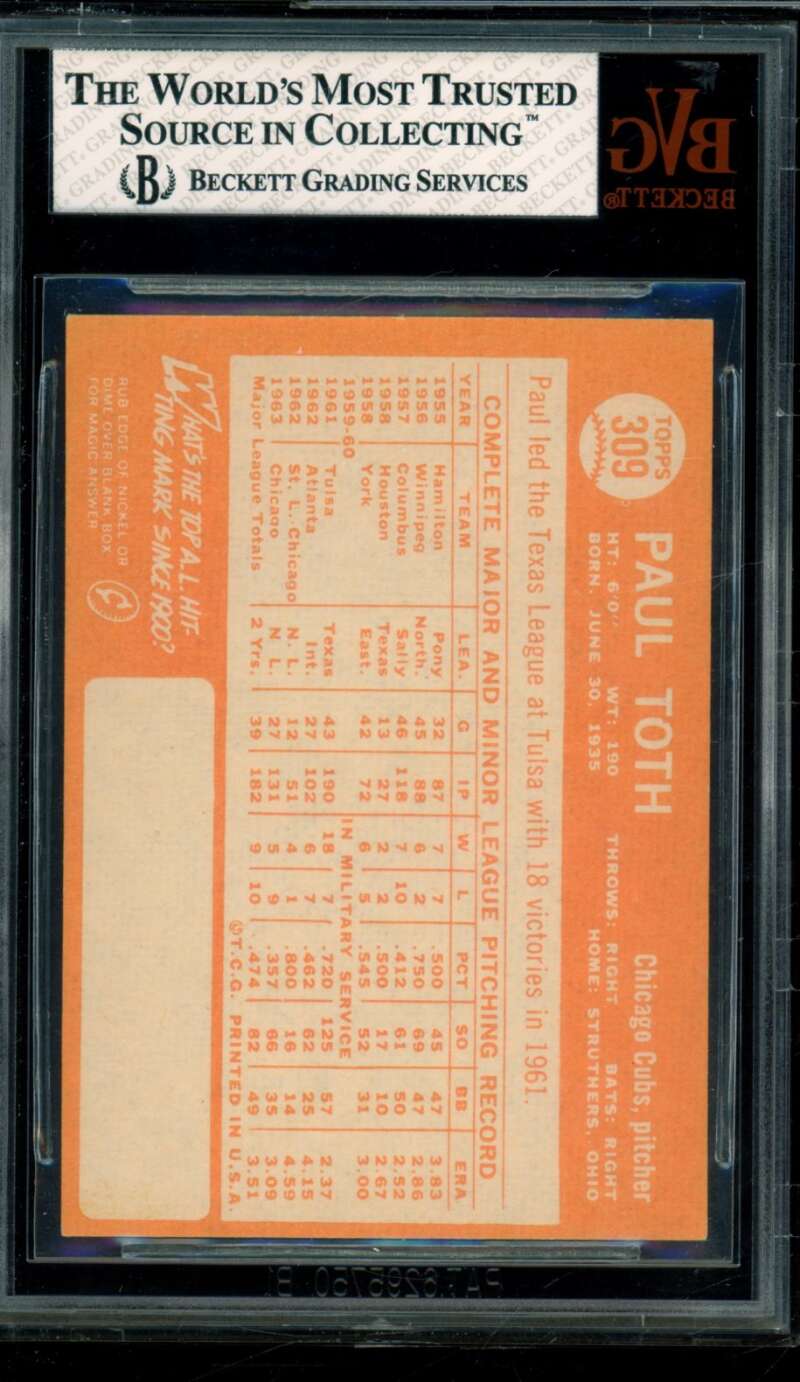 THE WORLD'S MOST TRUSTED
SOURCE IN COLLECTING™
B BECKETT GRADING SERVICES
BVG
BECKETT®
TOPPS
309
PAUL TOTH
Chicago Cubs, pitcher
HT: 6'0" WT: 190 THROWS: RIGHT BATS: RIGHT
BORN: JUNE 30, 1935 HOME: STRUTHERS, OHIO
Paul led the Texas League at Tulsa with 18 victories in 1961.
COMPLETE MAJOR AND MINOR LEAGUE PITCHING RECORD
YEAR TEAM LEA. G IP W L PCT SO BB ERA
1955 Hamilton Pony 32 87 7 7 .500 45 47 3.83
1956 Winnipeg North. 45 88 6 2 .750 69 47 2.86
1957 Columbus Sally 46 118 7 10 .412 61 50 2.52
1958 Houston Texas 13 27 2 2 .500 17 10 2.67
1958 York East. 42 72 6 5 .545 52 31 3.00
1959-60 IN MILITARY SERVICE
1961 Tulsa Texas 43 190 18 7 .720 125 57 2.37
1962 Atlanta Int. 27 102 6 7 .462 62 25 4.15
1962 St. L. Chicago N. L. 12 51 4 1 .800 16 14 4.59
1963 Chicago N L. 27 131 5 9 .357 66 35 3.09
Major League Totals 2 Yrs. 39 182 9 10 .474 82 49 3.51
©T.C.G. PRINTED IN U.S.A.
WHAT'S THE TOP A.L. HIT-
TING MARK SINCE 1900?
RUB EDGE OF NICKEL OR
DIME OVER BLANK BOX
FOR MAGIC ANSWER